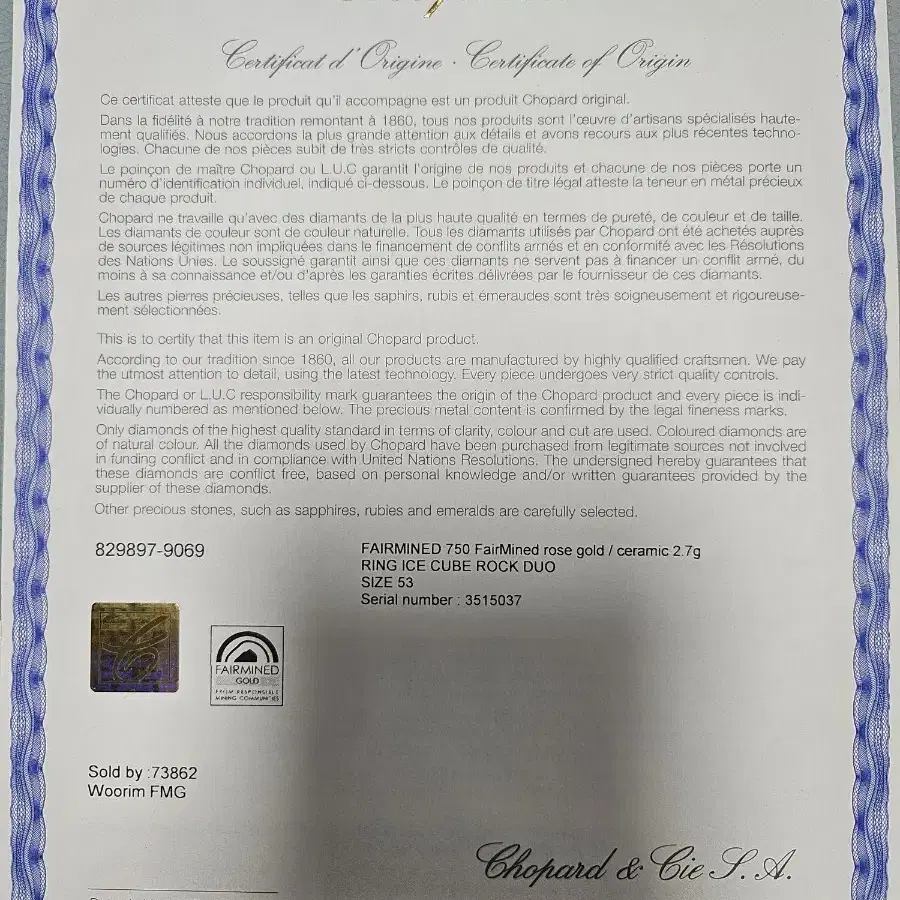 Certificat d'Origine · Certificate of Origin
Ce certificat atteste que le produit qu'il accompagne est un produit Chopard original.
Dans la fidélité à notre tradition remontant à 1860, tous nos produits sont l'œuvre d'artisans spécialisés haute-
ment qualifiés. Nous accordons la plus grande attention aux détails et avons recours aux plus récentes techno-
logies. Chacune de nos pièces subit de très stricts contrôles de qualité.
Le poinçon de maître Chopard ou L.U.C garantit l'origine de nos produits et chacune de nos pièces porte un
numéro d'identification individuel, indiqué ci-dessous. Le poinçon de titre légal atteste la teneur en métal précieux
de chaque produit.
Chopard ne travaille qu'avec des diamants de la plus haute qualité en termes de pureté, de couleur et de taille.
Les diamants de couleur sont de couleur naturelle. Tous les diamants utilisés par Chopard ont été achetés auprès
de sources légitimes non impliquées dans le financement de conflits armés et en conformité avec les Résolutions
des Nations Unies. Le soussigné garantit ainsi que ces diamants ne servent pas à financer un conflit armé, du
moins à sa connaissance et/ou d'après les garanties écrites délivrées par le fournisseur de ces diamants.
Les autres pierres précieuses, telles que les saphirs, rubis et émeraudes sont très soigneusement et rigoureuse-
ment sélectionnées.
This is to certify that this item is an original Chopard product.
According to our tradition since 1860, all our products are manufactured by highly qualified craftsmen. We pay
the utmost attention to detail, using the latest technology. Every piece undergoes very strict quality controls.
The Chopard or L.U.C responsibility mark guarantees the origin of the Chopard product and every piece is indi-
vidually numbered as mentioned below. The precious metal content is confirmed by the legal fineness marks.
Only diamonds of the highest quality standard in terms of clarity, colour and cut are used. Coloured diamonds are
of natural colour. All the diamonds used by Chopard have been purchased from legitimate sources not involved
in funding conflict and in compliance with United Nations Resolutions. The undersigned hereby guarantees that
these diamonds are conflict free, based on personal knowledge and/or written guarantees provided by the
supplier of these diamonds.
Other precious stones, such as sapphires, rubies and emeralds are carefully selected.
829897-9069
FAIRMINED 750 FairMined rose gold / ceramic 2.7g
RING ICE CUBE ROCK DUO
SIZE 53
Serial number : 3515037
FAIRMINED
GOLD
FROM RESPONSIBLE
MINING COMMUNITIES
Sold by :73862
Woorim FMG
Chopard & Cie S.A.